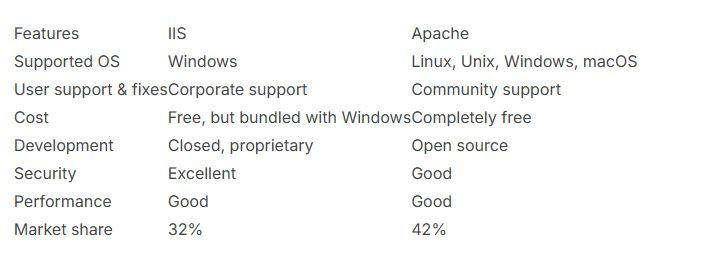 Features IIS Apache
Supported OS Windows Linux, Unix, Windows, macOS
User support & fixes Corporate support Community support
Cost Free, but bundled with Windows Completely free
Development Closed, proprietary Open source
Security Excellent Good
Performance Good Good
Market share 32% 42%